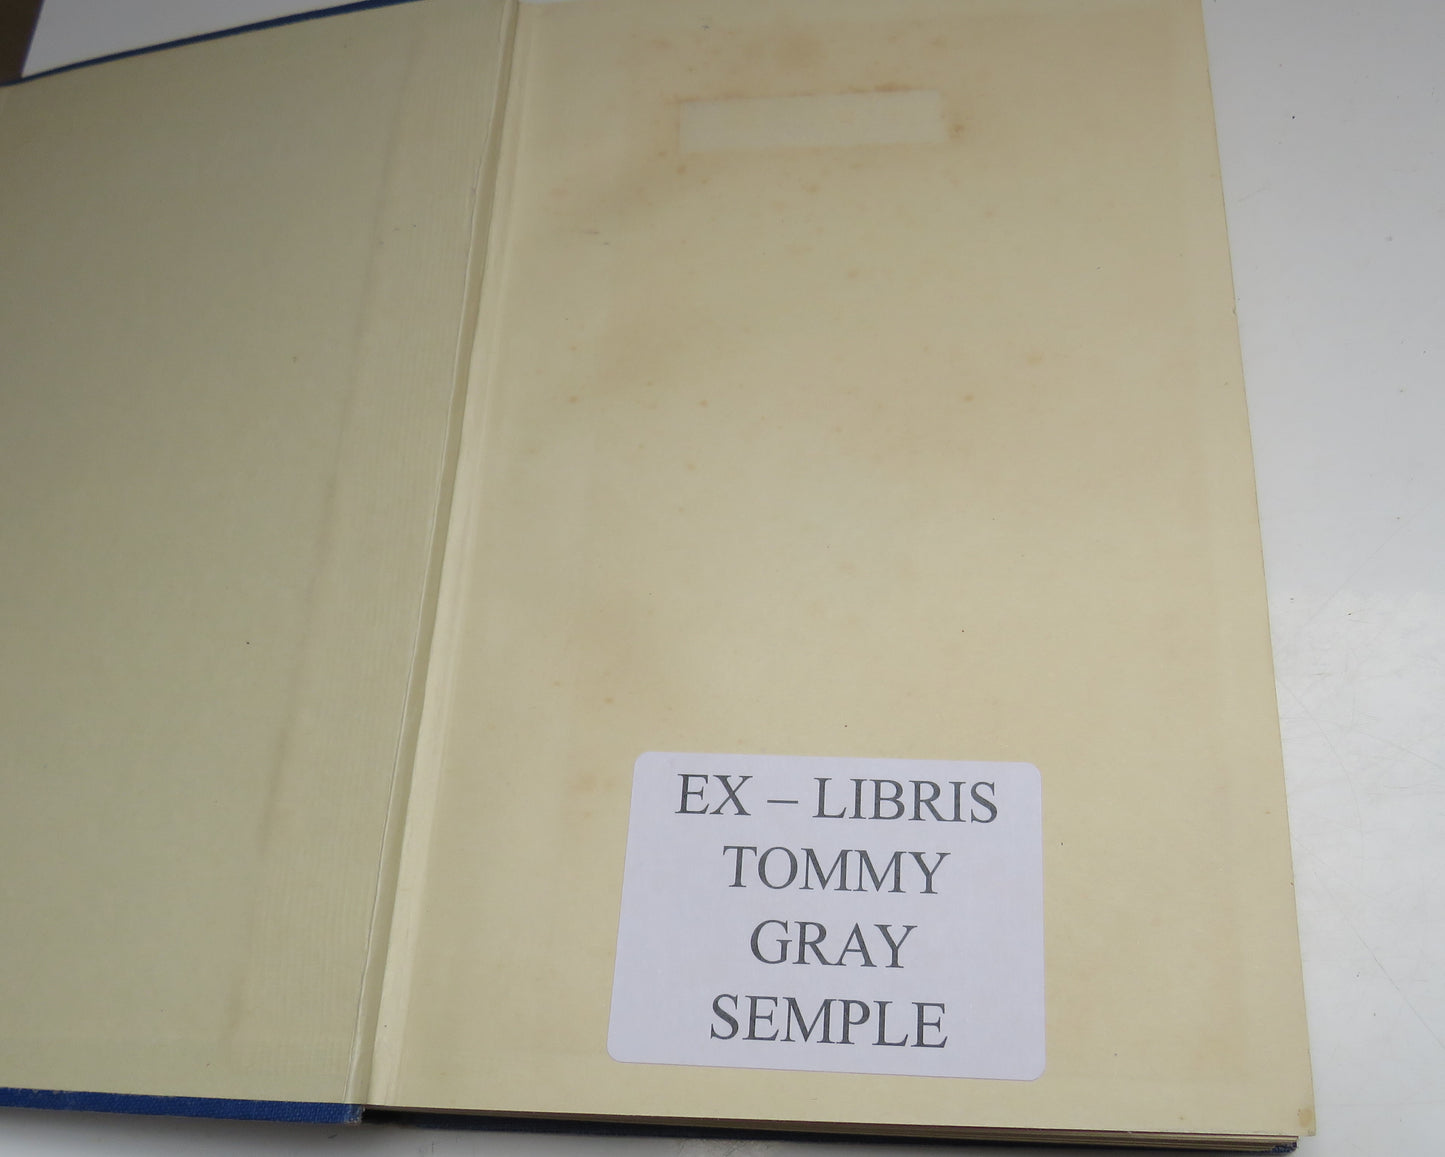 EX – LIBRIS
TOMMY
GRAY
SEMPLE